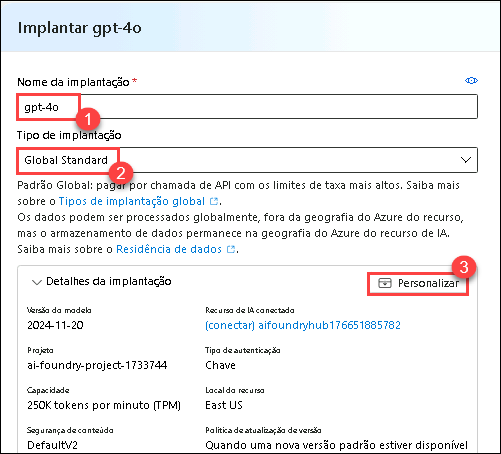 Implantar gpt-4o
Nome da implantação *
gpt-4o
1
Tipo de implantação
Global Standard
2
Padrão Global: pagar por chamada de API com os limites de taxa mais altos. Saiba mais
sobre o Tipos de implantação global.
Os dados podem ser processados globalmente, fora da geografia do Azure do recurso,
mas o armazenamento de dados permanece na geografia do Azure do recurso de IA.
Saiba mais sobre o Residência de dados.
3
Detalhes da implantação
Personalizar
Versão do modelo
2024-11-20
Recurso de IA conectado
(conectar) aifoundryhub176651885782
Projeto
ai-foundry-project-1733744
Tipo de autenticação
Chave
Capacidade
250K tokens por minuto (TPM)
Local do recurso
East US
Segurança de conteúdo
DefaultV2
Política de atualização de versão
Quando uma nova versão padrão estiver disponível